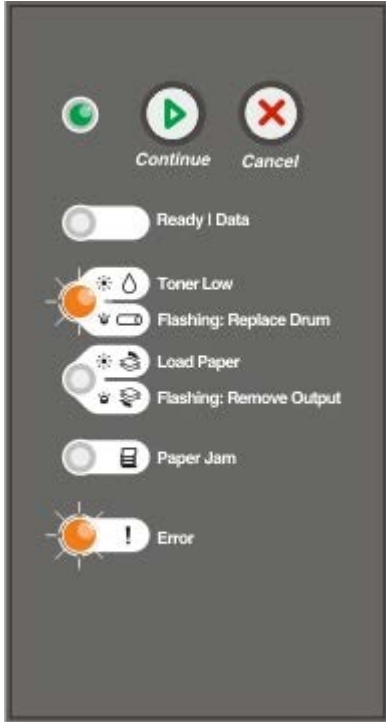 Continue Cancel
Ready | Data
Toner Low
Flashing: Replace Drum
Load Paper
Flashing: Remove Output
Paper Jam
! Error